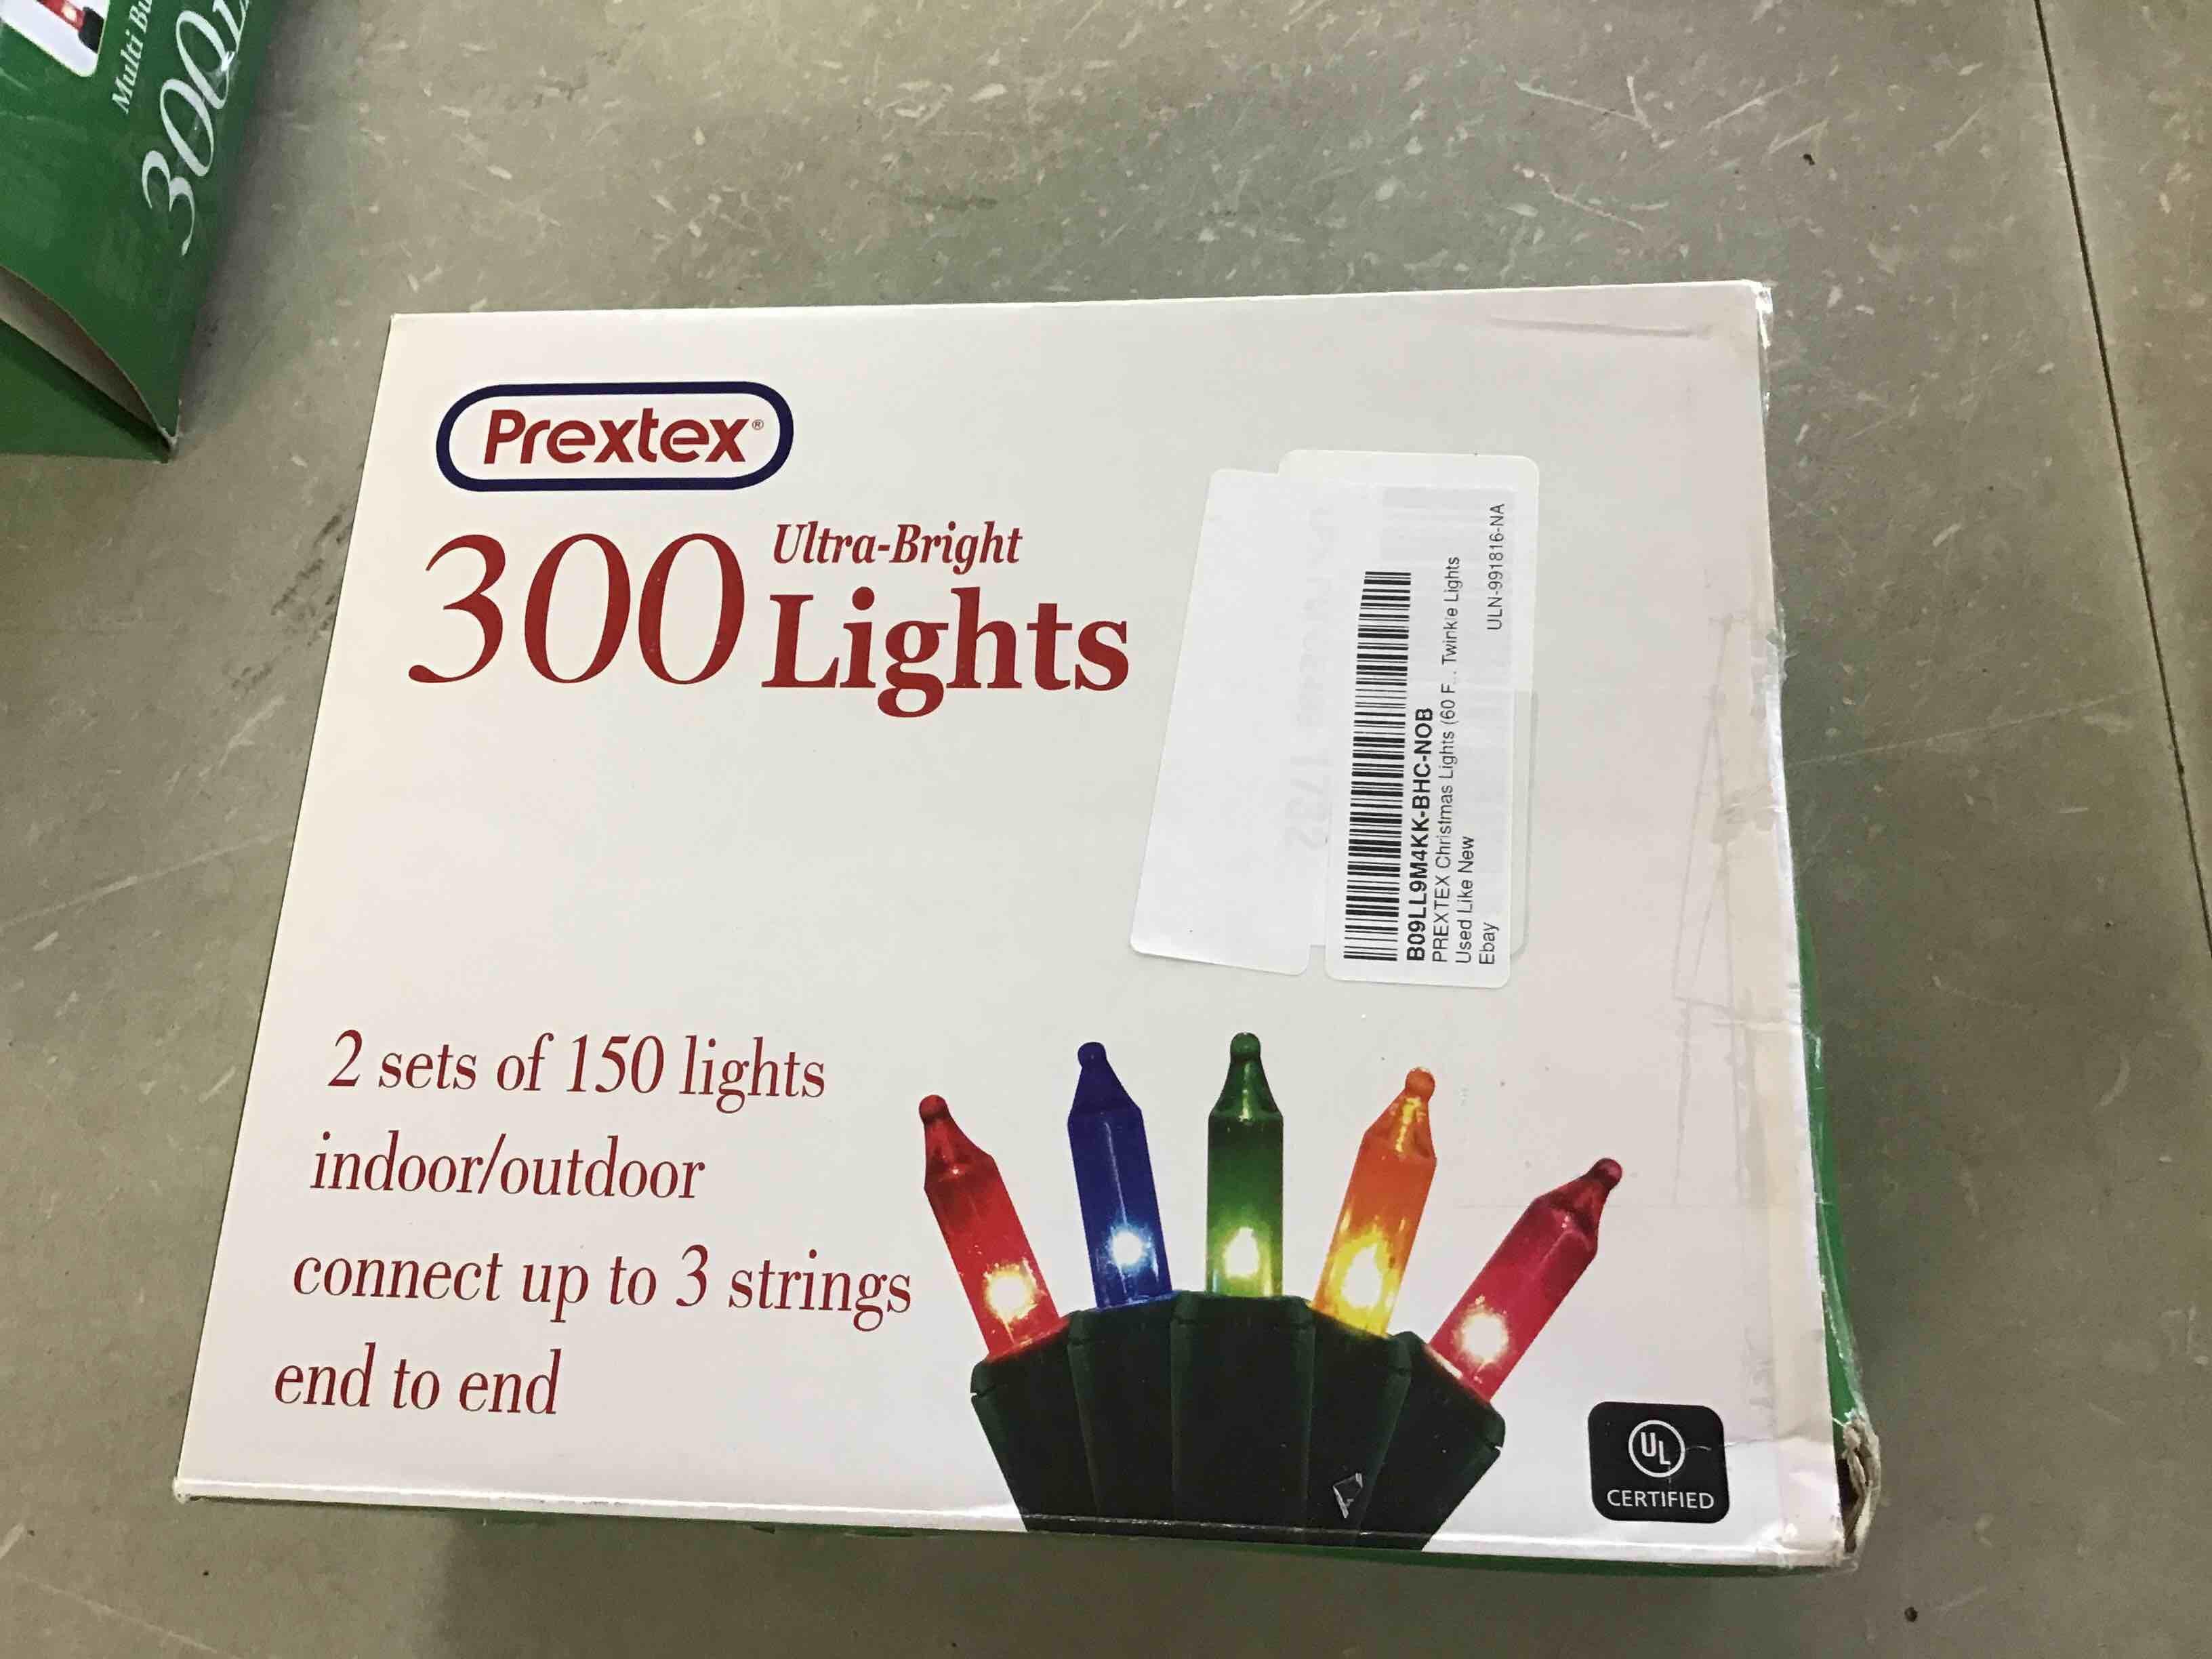 Multi
300
Prextex®
300 Ultra-Bright
Lights
B09LL9M4KK-BHC-NOB
PREXTEX Christmas Lights (60 F... Twinkle Lights
Used Like New
Ebay
ULN-991816-NA
2 sets of 150 lights
indoor/outdoor
connect up to 3 strings
end to end
UL
CERTIFIED